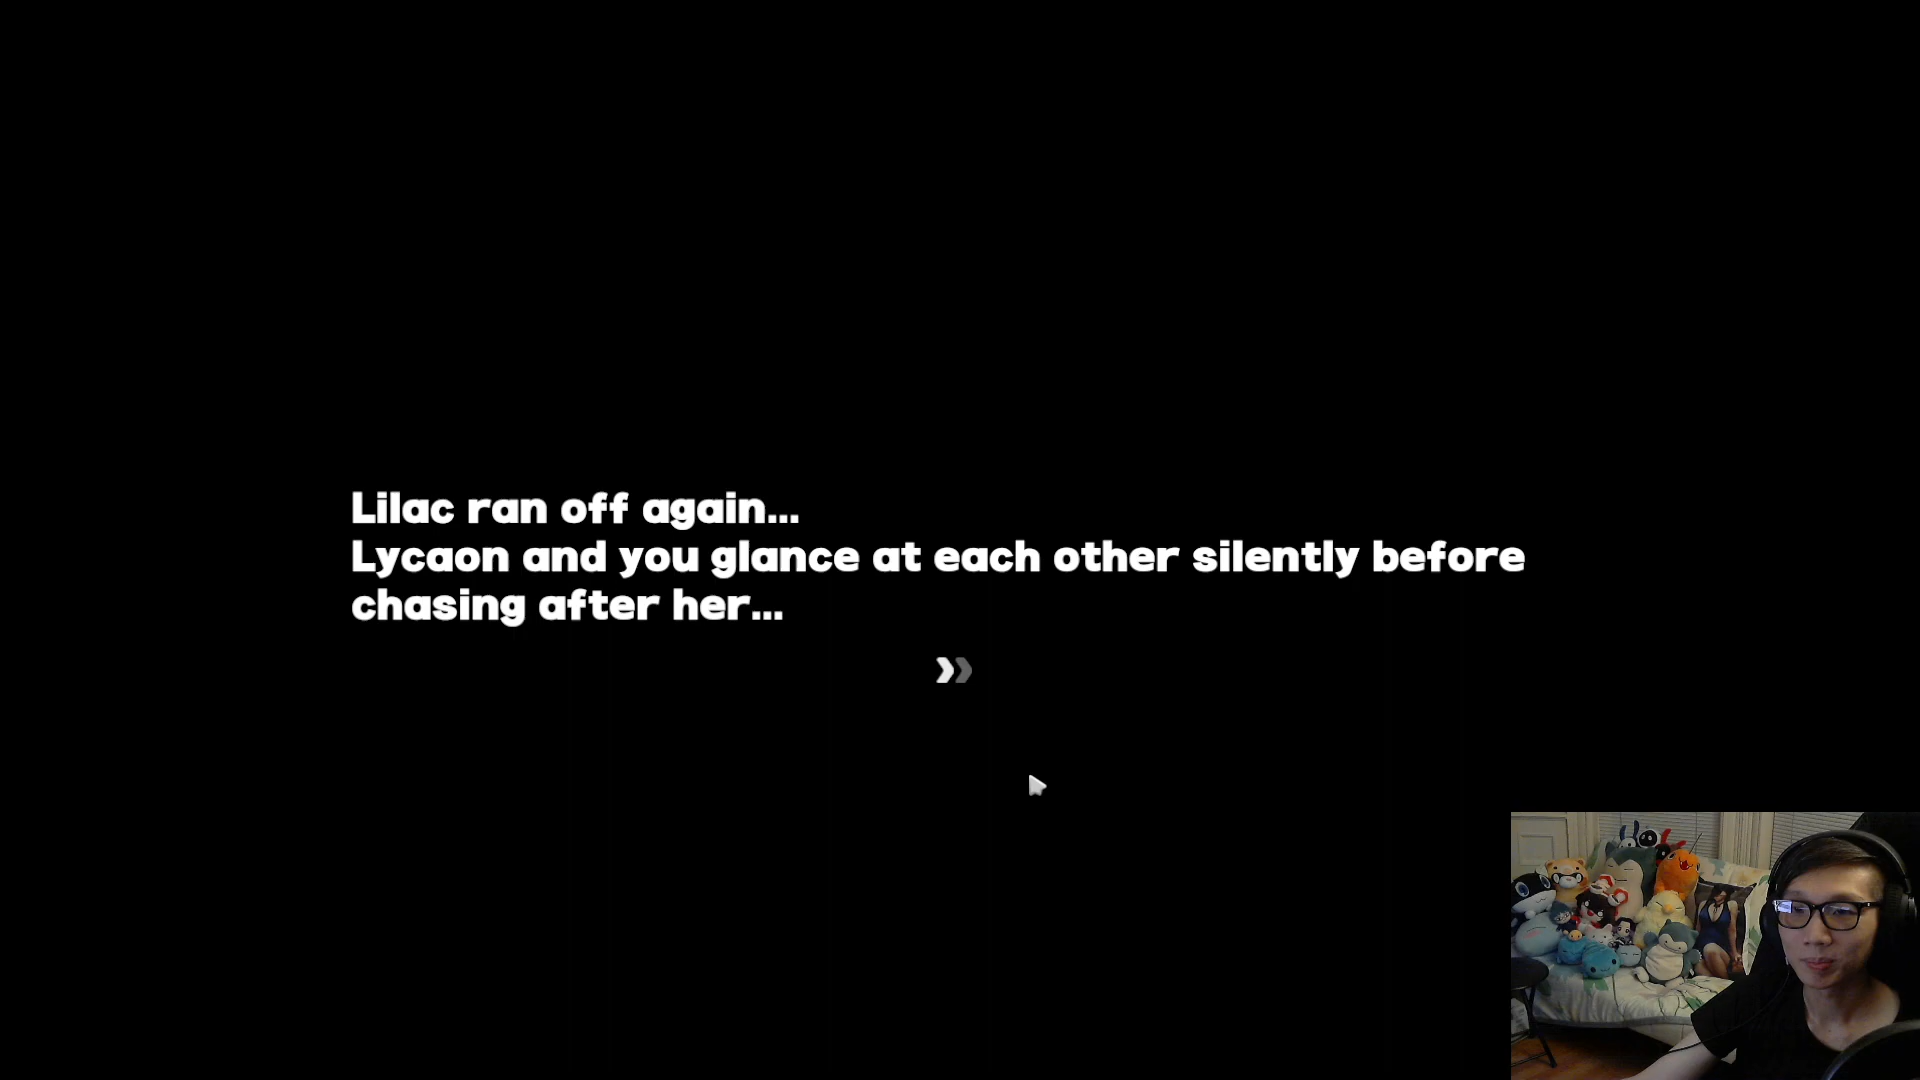 Lilac ran off again...
Lycaon and you glance at each other silently before
chasing after her...